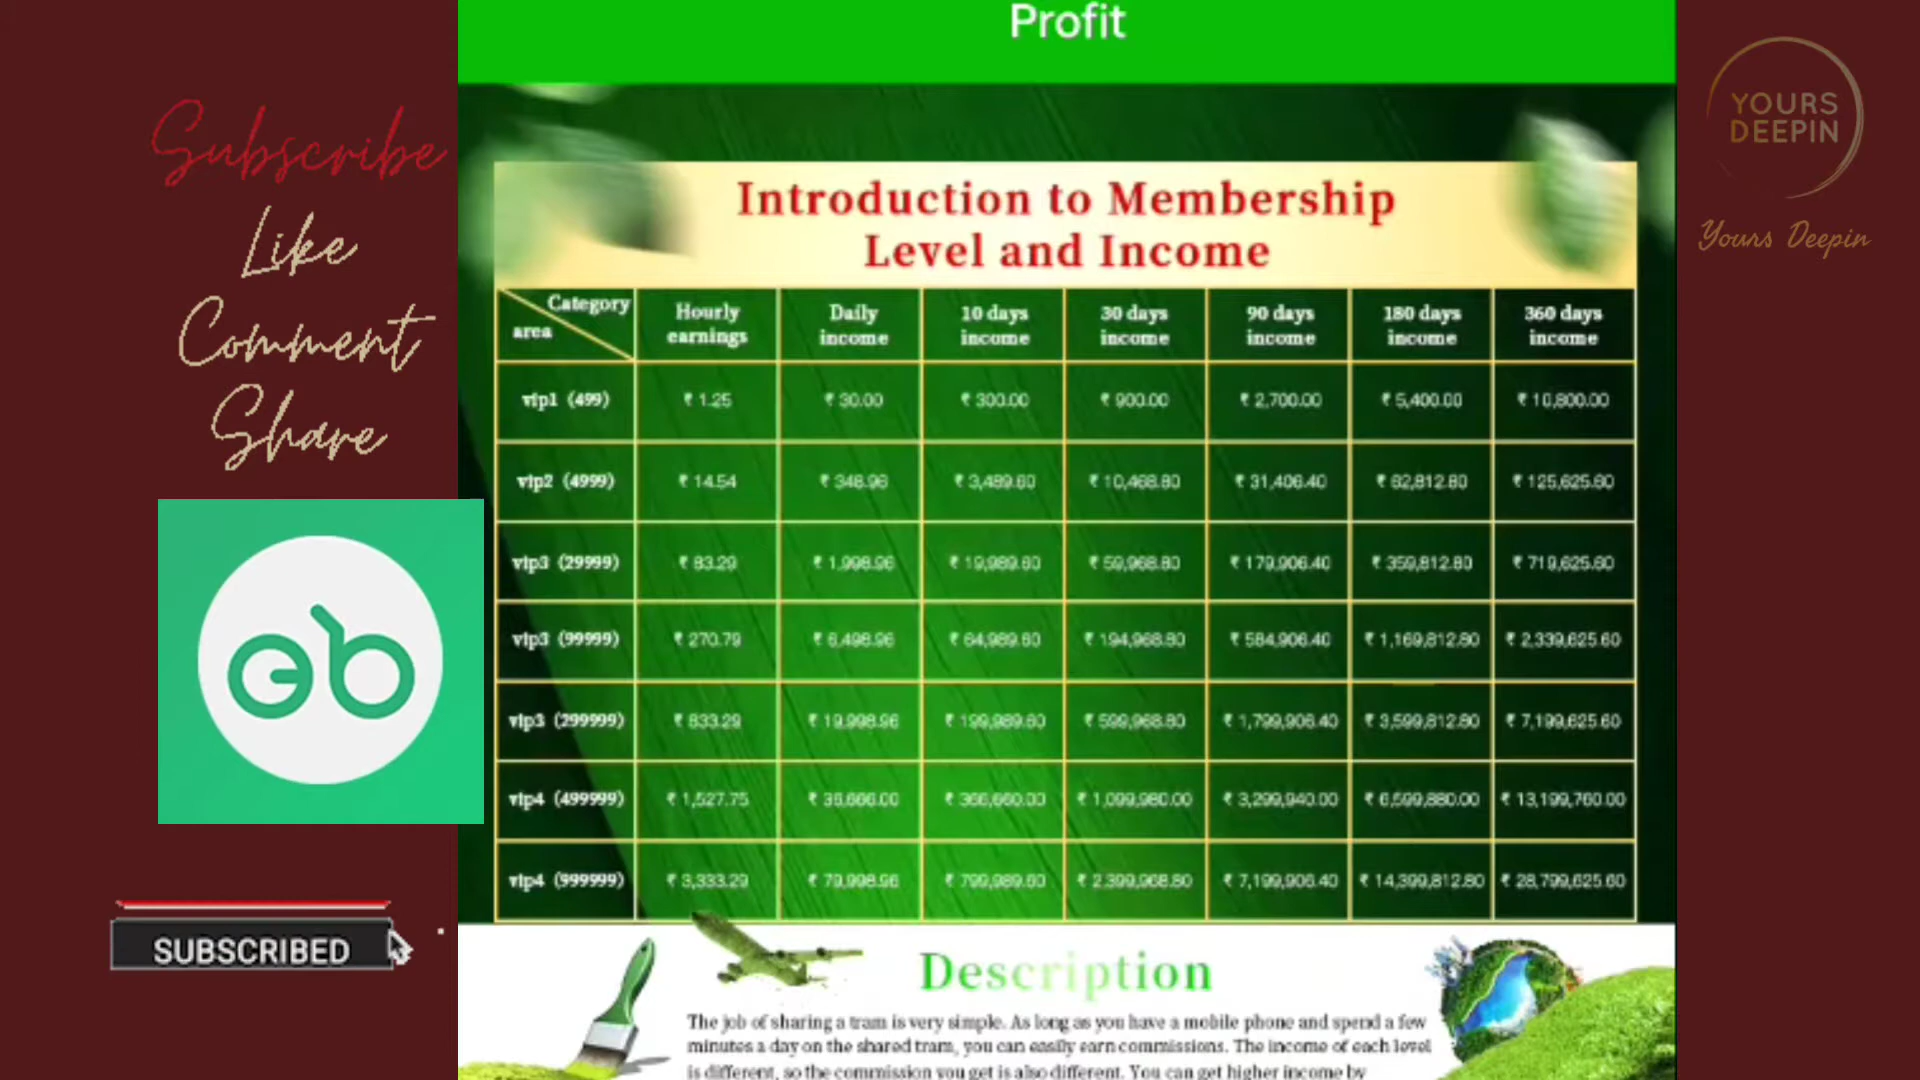 Profit
Subscribe
Like
Comment
Share
SUBSCRIBED
YOURS
DEEPIN
Yours Deepin
Introduction to Membership
Level and Income
Category
area
Hourly earnings
Daily income
10 days income
30 days income
90 days income
180 days income
360 days income
vip1 (499) ₹ 1.25 ₹ 30.00 ₹ 300.00 ₹ 900.00 ₹ 2,700.00 ₹ 5,400.00 ₹ 10,800.00
vip2 (4999) ₹ 14.54 ₹ 348.96 ₹ 3,489.60 ₹ 10,468.80 ₹ 31,406.40 ₹ 62,812.80 ₹ 125,625.60
vip3 (29999) ₹ 83.29 ₹ 1,998.96 ₹ 19,989.60 ₹ 59,968.80 ₹ 179,906.40 ₹ 359,812.80 ₹ 719,625.60
vip3 (99999) ₹ 270.79 ₹ 6,498.96 ₹ 64,989.60 ₹ 194,968.80 ₹ 584,906.40 ₹ 1,169,812.80 ₹ 2,339,625.60
vip3 (299999) ₹ 833.29 ₹ 19,998.96 ₹ 199,989.60 ₹ 599,968.80 ₹ 1,799,906.40 ₹ 3,599,812.80 ₹ 7,199,625.60
vip4 (499999) ₹ 1,527.75 ₹ 36,666.00 ₹ 366,660.00 ₹ 1,099,980.00 ₹ 3,299,940.00 ₹ 6,599,880.00 ₹ 13,199,760.00
vip4 (999999) ₹ 3,333.29 ₹ 79,998.96 ₹ 799,989.60 ₹ 2,399,968.80 ₹ 7,199,906.40 ₹ 14,399,812.80 ₹ 28,799,625.60
Description
The job of sharing a tram is very simple. As long as you have a mobile phone and spend a few
minutes a day on the shared tram, you can easily earn commissions. The income of each level
is different, so the commission you get is also different. You can get higher income by